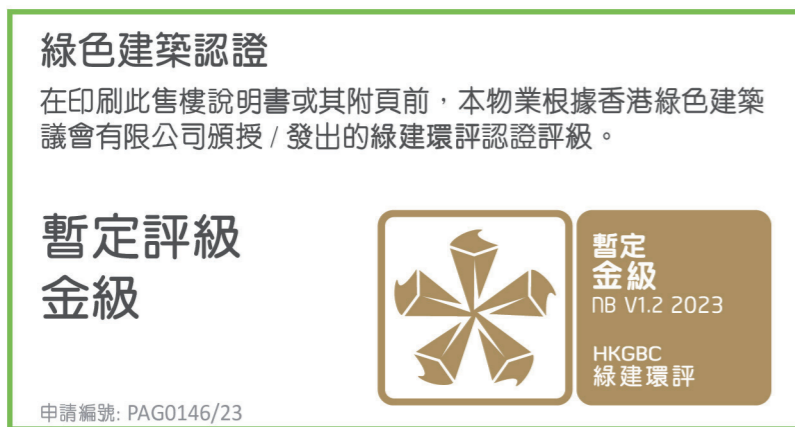 綠色建築認證
在印刷此售樓說明書或其附頁前，本物業根據香港綠色建築
議會有限公司頒授 / 發出的綠建環評認證評級。
暫定評級
金級
暫定
金級
NB V1.2 2023
HKGBC
綠建環評
申請編號: PAG0146/23